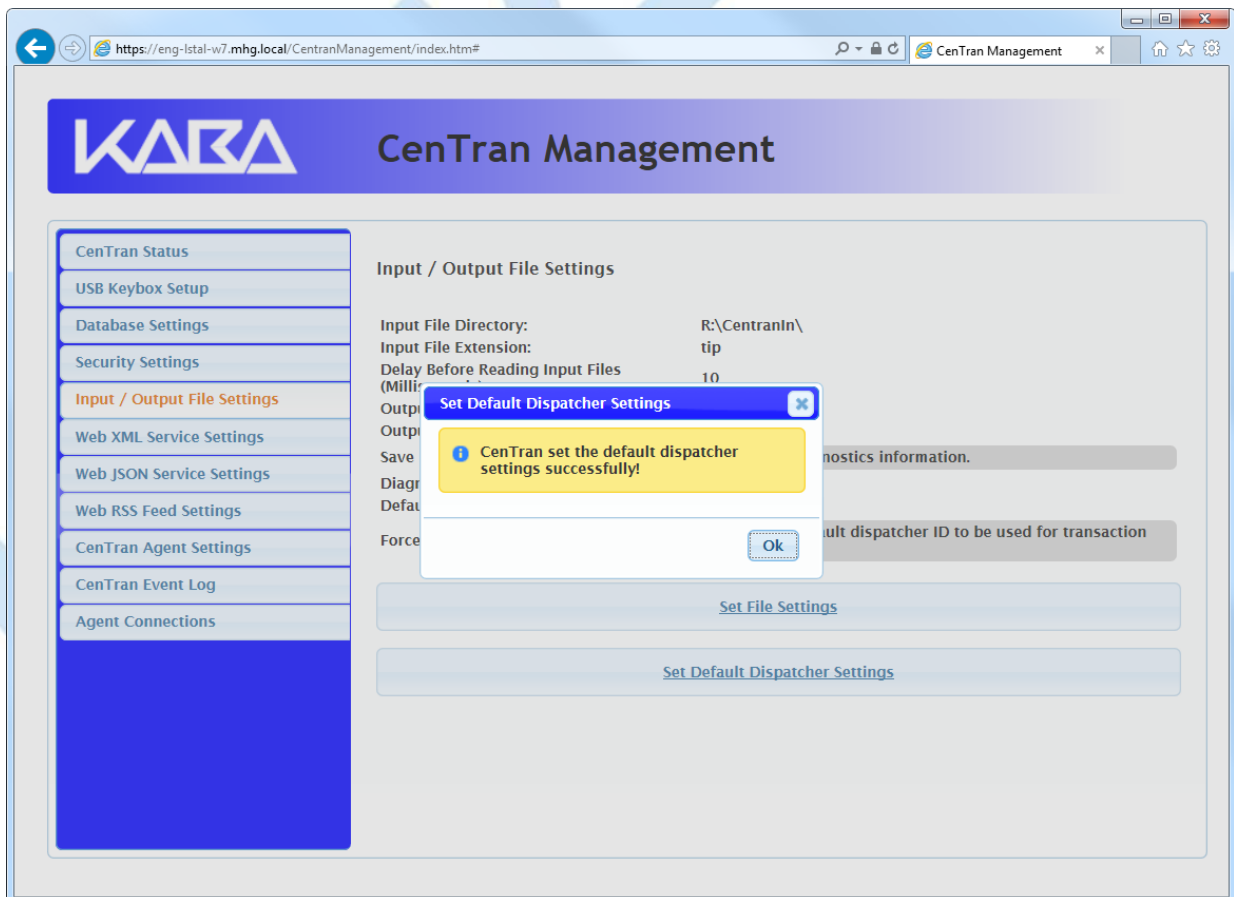 https://eng-lstal-w7.mhg.local/CentranManagement/index.htm#
CenTran Management
KABA
CenTran Management
CenTran Status
USB Keybox Setup
Database Settings
Security Settings
Input / Output File Settings
Web XML Service Settings
Web JSON Service Settings
Web RSS Feed Settings
CenTran Agent Settings
CenTran Event Log
Agent Connections
Input / Output File Settings
Input File Directory: R:\CentranIn\
Input File Extension: tip
Delay Before Reading Input Files
10
Save
nostics information.
Force
ault dispatcher ID to be used for transaction
Set Default Dispatcher Settings
CenTran set the default dispatcher
settings successfully!
Ok
Set File Settings
Set Default Dispatcher Settings